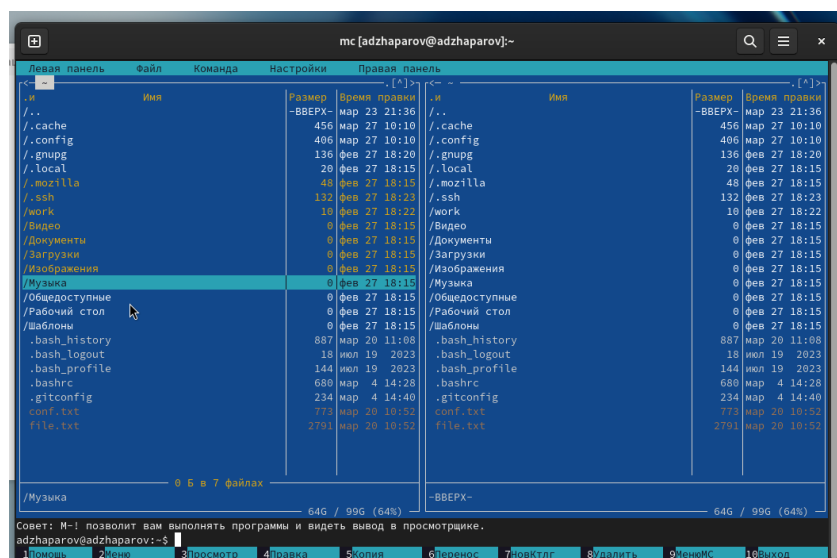 mc [adzhaparov@adzhaparov]:~
Левая панель Файл Команда Настройки Правая панель
<— ~ .[^]> <— ~ .[^]>
.и Имя Размер Время правки .и Имя Размер Время правки
/.. -ВВЕРХ- мар 23 21:36 /.. -ВВЕРХ- мар 23 21:36
/.cache 456 мар 27 10:10 /.cache 456 мар 27 10:10
/.config 406 мар 27 10:10 /.config 406 мар 27 10:10
/.gnupg 136 фев 27 18:20 /.gnupg 136 фев 27 18:20
/.local 20 фев 27 18:15 /.local 20 фев 27 18:15
/.mozilla 48 фев 27 18:15 /.mozilla 48 фев 27 18:15
/.ssh 132 фев 27 18:23 /.ssh 132 фев 27 18:23
/work 10 фев 27 18:22 /work 10 фев 27 18:22
/Видео 0 фев 27 18:15 /Видео 0 фев 27 18:15
/Документы 0 фев 27 18:15 /Документы 0 фев 27 18:15
/Загрузки 0 фев 27 18:15 /Загрузки 0 фев 27 18:15
/Изображения 0 фев 27 18:15 /Изображения 0 фев 27 18:15
/Музыка 0 фев 27 18:15 /Музыка 0 фев 27 18:15
/Общедоступные 0 фев 27 18:15 /Общедоступные 0 фев 27 18:15
/Рабочий стол 0 фев 27 18:15 /Рабочий стол 0 фев 27 18:15
/Шаблоны 0 фев 27 18:15 /Шаблоны 0 фев 27 18:15
.bash_history 887 мар 20 11:08 .bash_history 887 мар 20 11:08
.bash_logout 18 июл 19 2023 .bash_logout 18 июл 19 2023
.bash_profile 144 июл 19 2023 .bash_profile 144 июл 19 2023
.bashrc 680 мар 4 14:28 .bashrc 680 мар 4 14:28
.gitconfig 234 мар 4 14:40 .gitconfig 234 мар 4 14:40
conf.txt 773 мар 20 10:52 conf.txt 773 мар 20 10:52
file.txt 2791 мар 20 10:52 file.txt 2791 мар 20 10:52
0 Б в 7 файлах
/Музыка -ВВЕРХ-
64G / 99G (64%) 64G / 99G (64%)
Совет: M-! позволит вам выполнять программы и видеть вывод в просмотрщике.
adzhaparov@adzhaparov:~$
1Помощь 2Меню 3Просмотр 4Правка 5Копия 6Перенос 7НовКтлг 8Удалить 9МенюMC 10Выход